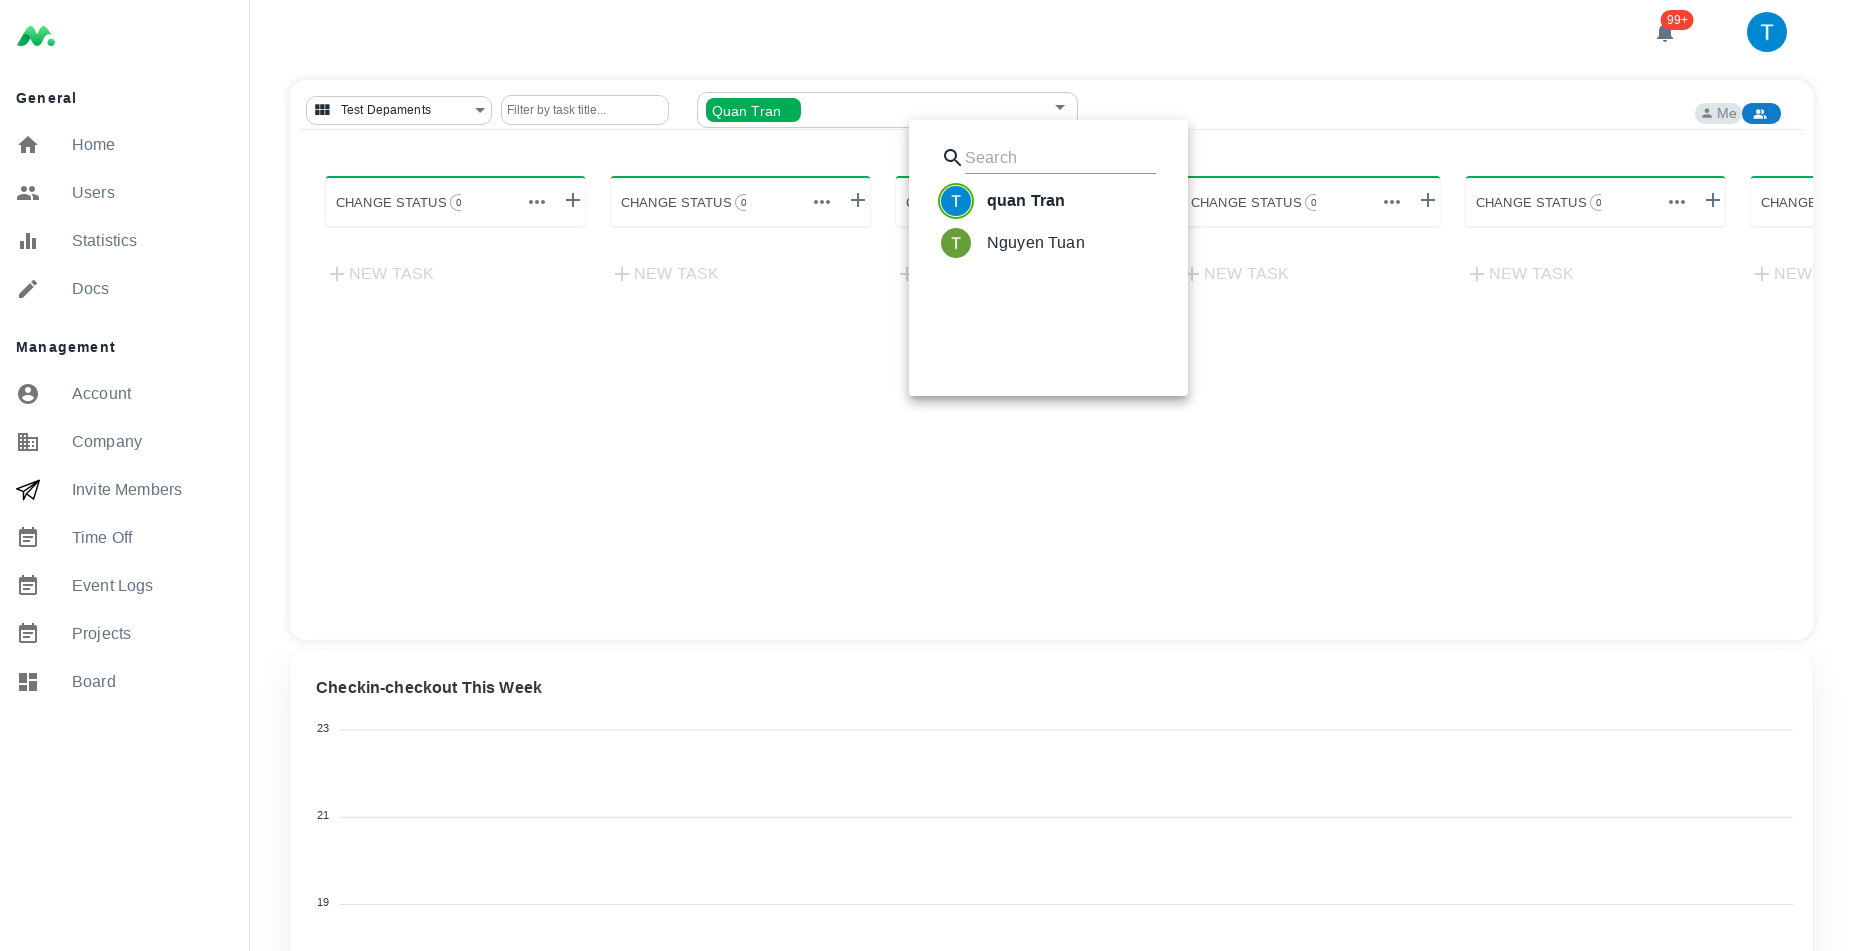 99+
T
General
Home
Users
Statistics
Docs
Management
Account
Company
Invite Members
Time Off
Event Logs
Projects
Board
Test Depaments
Filter by task title...
Quan Tran
Me
Search
T quan Tran
T Nguyen Tuan
CHANGE STATUS 0
CHANGE STATUS 0
CHANGE STATUS 0
CHANGE STATUS 0
NEW TASK
NEW TASK
NEW TASK
NEW TASK
NEW
Checkin-checkout This Week
23
21
19